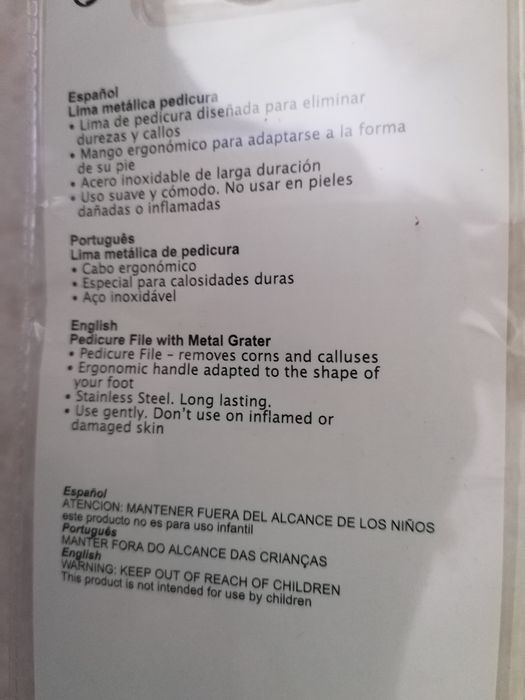 Español
Lima metálica pedicura
• Lima de pedicura diseñada para eliminar
durezas y callos
• Mango ergonómico para adaptarse a la forma
de su pie
• Acero inoxidable de larga duración
• Uso suave y cómodo. No usar en pieles
dañadas o inflamadas
Português
Lima metálica de pedicura
• Cabo ergonómico
• Especial para calosidades duras
• Aço inoxidável
English
Pedicure File with Metal Grater
• Pedicure File – removes corns and calluses
• Ergonomic handle adapted to the shape of
your foot
• Stainless Steel. Long lasting.
• Use gently. Don't use on inflamed or
damaged skin
Español
ATENCION: MANTENER FUERA DEL ALCANCE DE LOS NIÑOS
este producto no es para uso infantil
Português
MANTER FORA DO ALCANCE DAS CRIANÇAS
English
WARNING: KEEP OUT OF REACH OF CHILDREN
This product is not intended for use by children